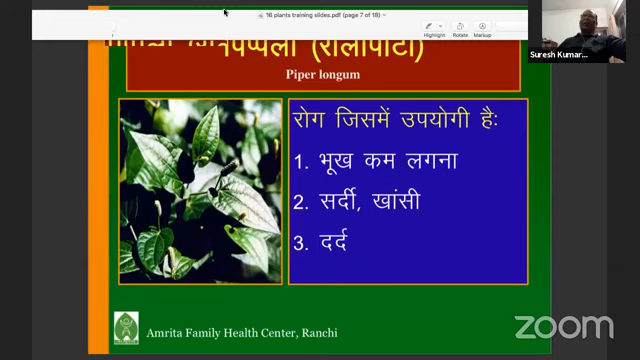 16 plants training slides.pdf (page 7 of 18)
Highlight Rotate Markup
Suresh Kumar...
(रोलीपीटी)
Piper longum
रोग जिसमें उपयोगी हैः
1. भूख कम लगना
2. सर्दी, खांसी
3. दर्द
Amrita Family Health Center, Ranchi
zoom